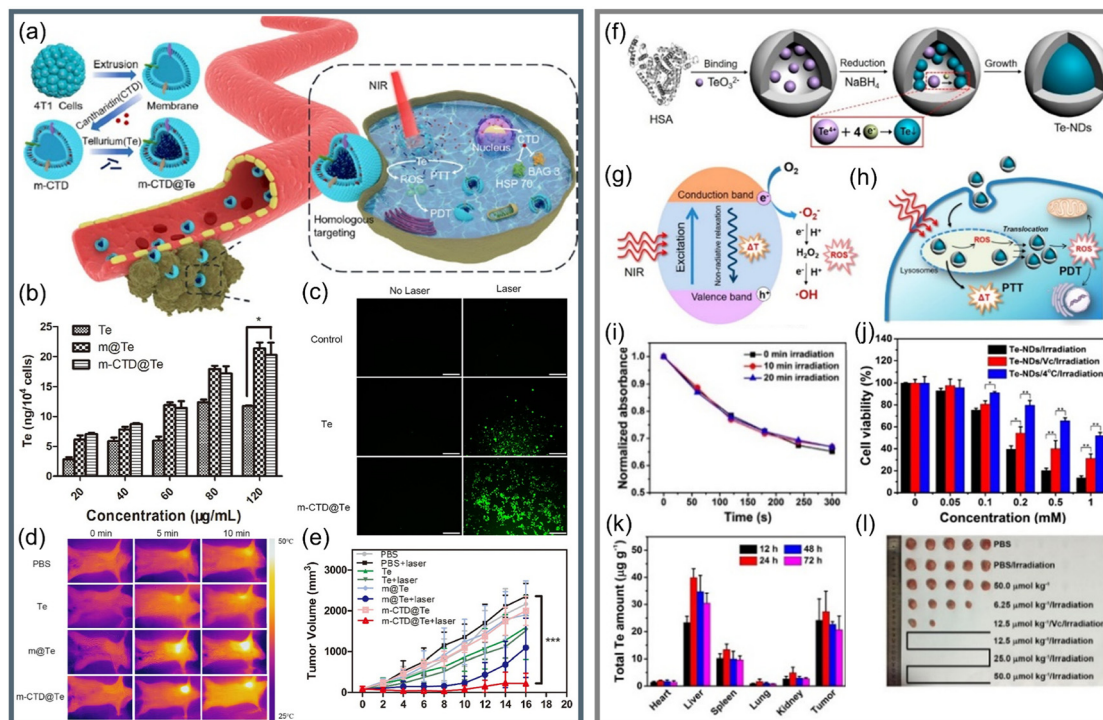 (a)
4T1 Cells
Extrusion
Membrane
Cantharidin(CTD)
Tellurium(Te)
m-CTD
m-CTD@Te
NIR
Nucleus
CTD
Te
ROS
PTT
BAG 3
HSP 70
PDT
Homologous
targeting
(b)
Te
m@Te
m-CTD@Te
*
Te (ng/10⁴ cells)
25
20
15
10
5
0
20
40
60
80
120
Concentration (μg/mL)
(c)
No Laser
Laser
Control
Te
m-CTD@Te
(d)
0 min
5 min
10 min
50℃
PBS
Te
m@Te
m-CTD@Te
25℃
(e)
PBS
PBS+laser
Te
Te+laser
m@Te
m@Te+laser
m-CTD@Te
m-CTD@Te+laser
***
Tumor Volume (mm³)
2700
1800
900
0
0 2 4 6 8 10 12 14 16 18
(f)
HSA
Binding
TeO₃²⁻
Reduction
NaBH₄
Growth
Te-NDs
Te⁴⁺ + 4 e⁻ → Te↓
(g)
Conduction band
e⁻
O₂
NIR
Excitation
Non-radiative relaxation
ΔT
·O₂⁻
e⁻ H⁺
H₂O₂
e⁻ H⁺
·OH
ROS
Valence band
h⁺
(h)
NIR
ROS
Translocation
Lysosomes
ROS
PDT
PTT
ΔT
(i)
0 min irradiation
10 min irradiation
20 min irradiation
Normalized absorbance
1.0
0.9
0.8
0.7
0.6
0.5
0 60 120 180 240 300
Time (s)
(j)
Te-NDs/Irradiation
Te-NDs/Vc/Irradiation
Te-NDs/4°C/Irradiation
Cell viability (%)
120
100
80
60
40
20
0
* * ** * ** ** **
0 0.05 0.1 0.2 0.5 1
Concentration (mM)
(k)
12 h
24 h
48 h
72 h
Total Te amount (μg g⁻¹)
60
50
40
30
20
10
0
Heart
Liver
Spleen
Lung
Kidney
Tumor
(l)
PBS
PBS/Irradiation
50.0 μmol kg⁻¹
6.25 μmol kg⁻¹/Irradiation
12.5 μmol kg⁻¹/Vc/Irradiation
12.5 μmol kg⁻¹/Irradiation
25.0 μmol kg⁻¹/Irradiation
50.0 μmol kg⁻¹/Irradiation